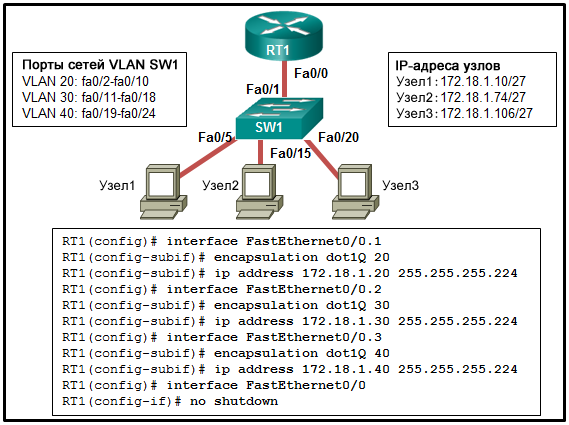 RT1
Fa0/0
Порты сетей VLAN SW1
VLAN 20: fa0/2-fa0/10
VLAN 30: fa0/11-fa0/18
VLAN 40: fa0/19-fa0/24
IP-адреса узлов
Узел1: 172.18.1.10/27
Узел2: 172.18.1.74/27
Узел3: 172.18.1.106/27
Fa0/1
SW1
Fa0/5
Fa0/15
Fa0/20
Узел1
Узел2
Узел3
RT1(config)# interface FastEthernet0/0.1
RT1(config-subif)# encapsulation dot1Q 20
RT1(config-subif)# ip address 172.18.1.20 255.255.255.224
RT1(config)# interface FastEthernet0/0.2
RT1(config-subif)# encapsulation dot1Q 30
RT1(config-subif)# ip address 172.18.1.30 255.255.255.224
RT1(config)# interface FastEthernet0/0.3
RT1(config-subif)# encapsulation dot1Q 40
RT1(config-subif)# ip address 172.18.1.40 255.255.255.224
RT1(config)# interface FastEthernet0/0
RT1(config-if)# no shutdown